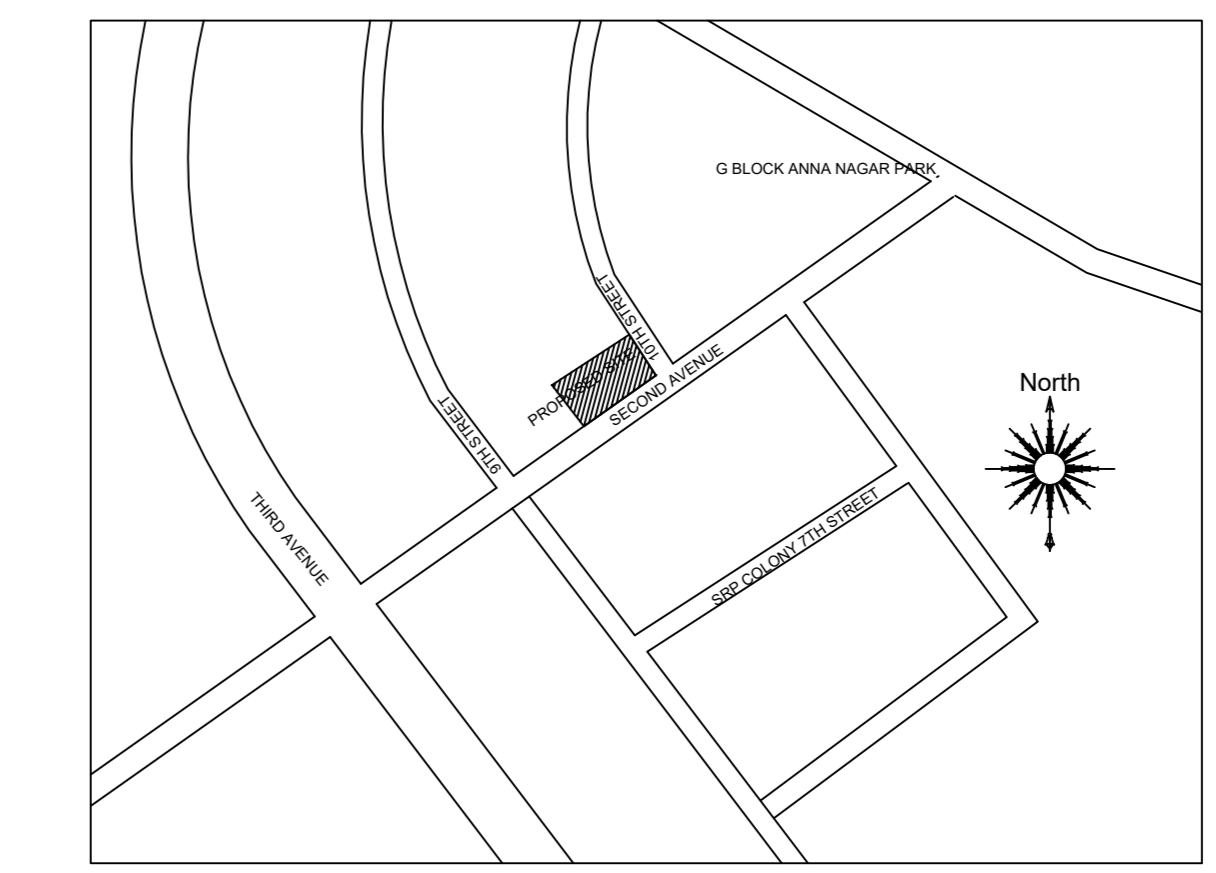 G BLOCK ANNA NAGAR PARK,
10TH STREET
PROPOSED SITE
SECOND AVENUE
North
9TH STREET
THIRD AVENUE
SRP COLONY 7TH STREET